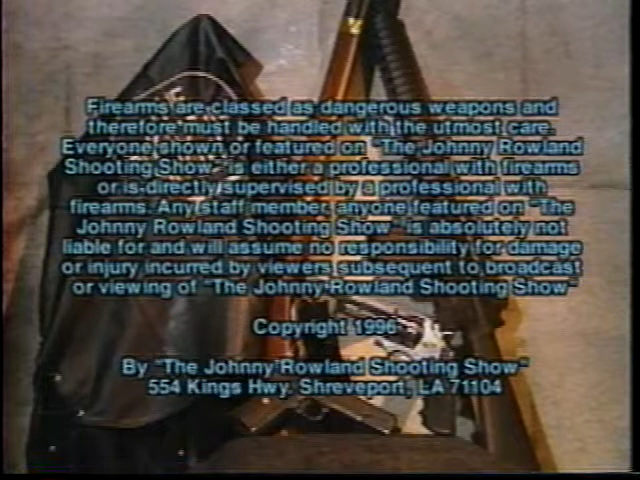 Firearms are classed as dangerous weapons and
therefore must be handled with the utmost care.
Everyone shown or featured on "The Johnny Rowland
Shooting Show" is either a professional with firearms
or is directly supervised by a professional with
firearms. Any staff member anyone featured on "The
Johnny Rowland Shooting Show" is absolutely not
liable for and will assume no responsibility for damage
or injury incurred by viewers subsequent to broadcast
or viewing of "The Johnny Rowland Shooting Show"
Copyright 1996
By "The Johnny Rowland Shooting Show"
554 Kings Hwy. Shreveport, LA 71104